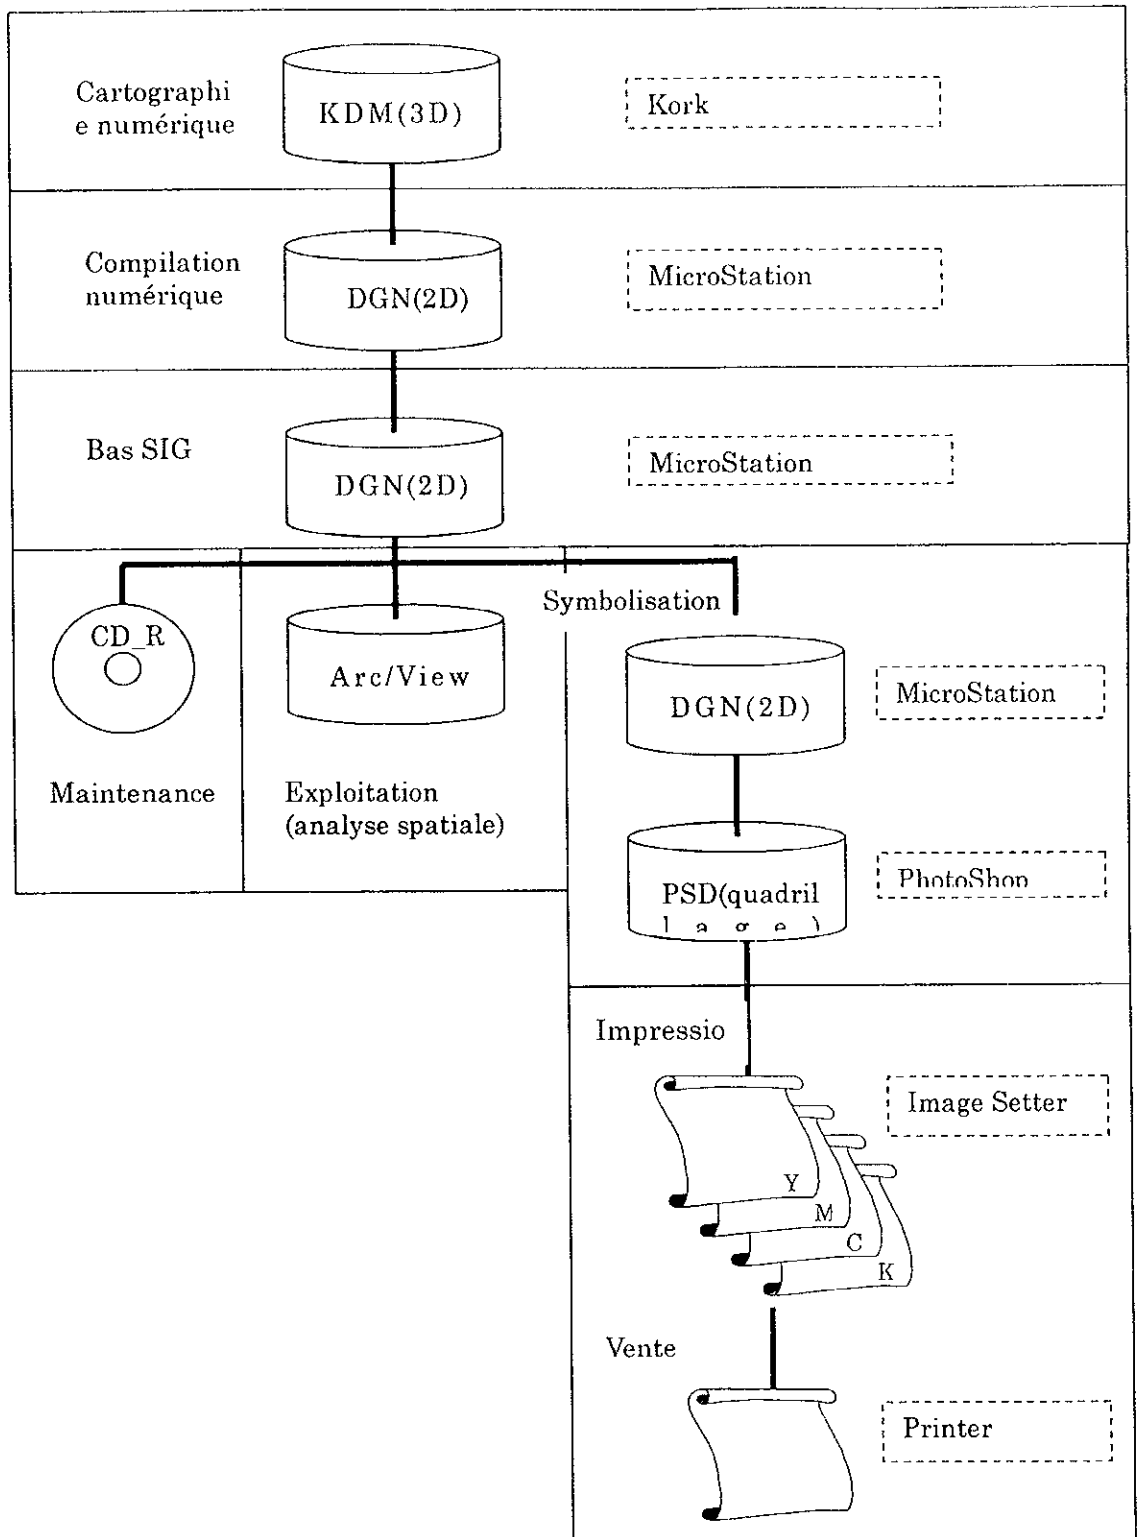 Cartographi
e numérique
KDM(3D)
Kork
Compilation
numérique
DGN(2D)
MicroStation
Bas SIG
DGN(2D)
MicroStation
Symbolisation
CD_R
Arc/View
DGN(2D)
MicroStation
Maintenance
Exploitation
(analyse spatiale)
PSD(quadril
l a g e )
PhotoShop
Impressio
Image Setter
Y
M
C
K
Vente
Printer